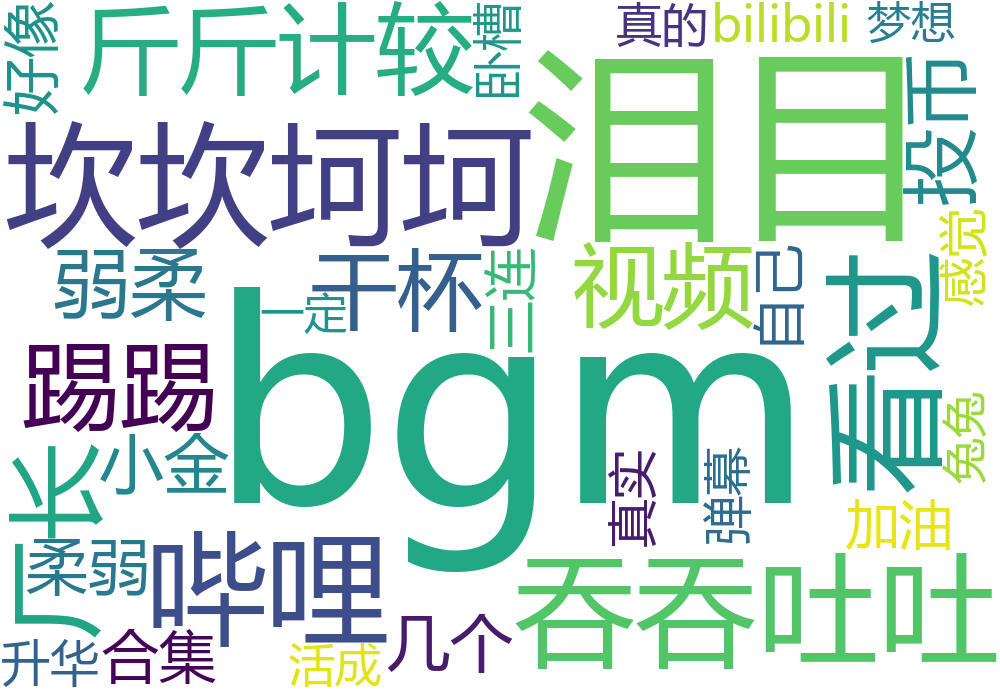 好像
斤斤计较
卧槽
真的
bilibili
梦想
泪目
投币
坎坎坷坷
感觉
弱柔
干杯
三连
视频
自己
看过
一定
踢踢
bgm
兔兔
小金
厂长
真实
弹幕
加油
柔弱
哔哩
吞吞吐吐
升华
合集
活成
几个